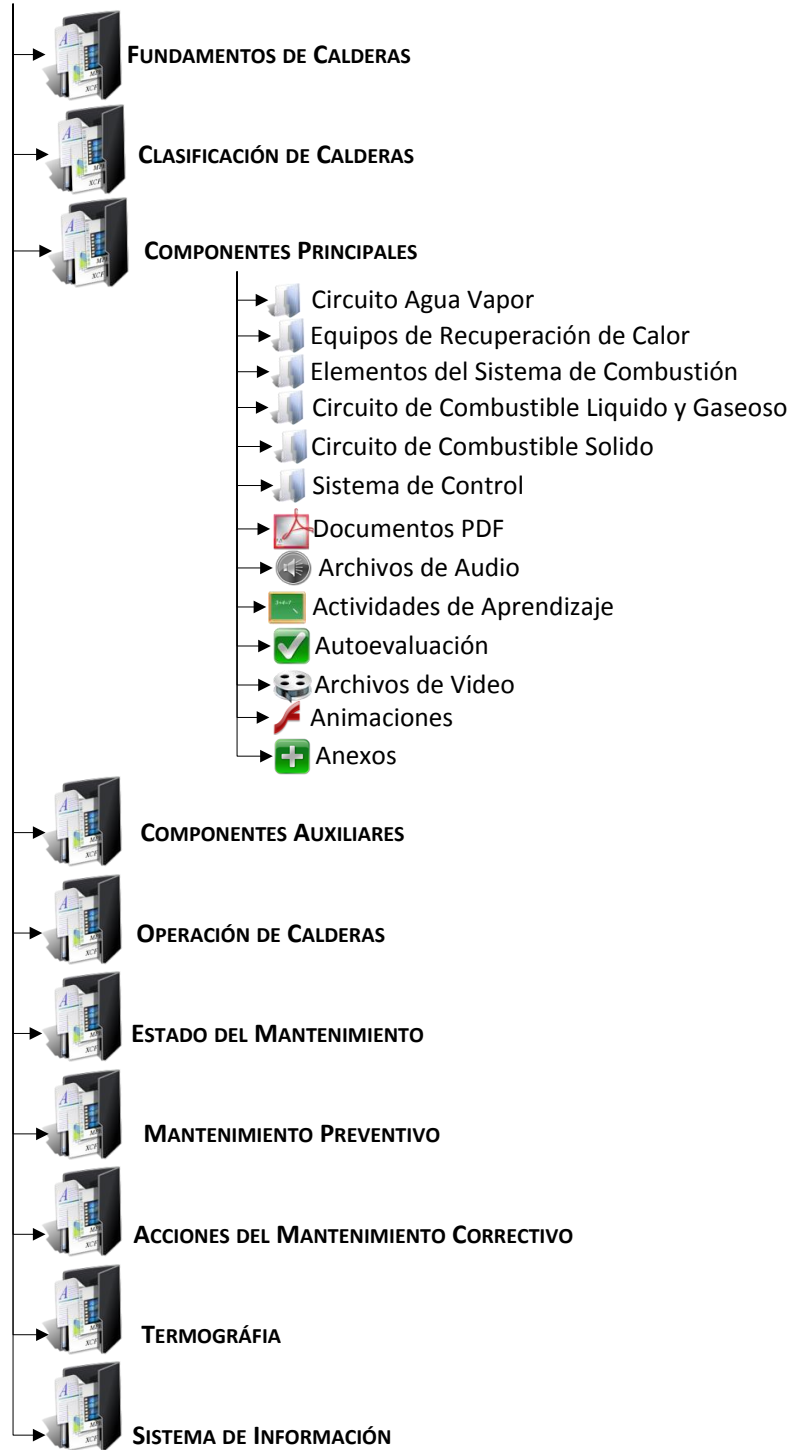 FUNDAMENTOS DE CALDERAS
CLASIFICACIÓN DE CALDERAS
COMPONENTES PRINCIPALES
Circuito Agua Vapor
Equipos de Recuperación de Calor
Elementos del Sistema de Combustión
Circuito de Combustible Liquido y Gaseoso
Circuito de Combustible Solido
Sistema de Control
Documentos PDF
Archivos de Audio
Actividades de Aprendizaje
Autoevaluación
Archivos de Video
Animaciones
Anexos
COMPONENTES AUXILIARES
OPERACIÓN DE CALDERAS
ESTADO DEL MANTENIMIENTO
MANTENIMIENTO PREVENTIVO
ACCIONES DEL MANTENIMIENTO CORRECTIVO
TERMOGRÁFIA
SISTEMA DE INFORMACIÓN